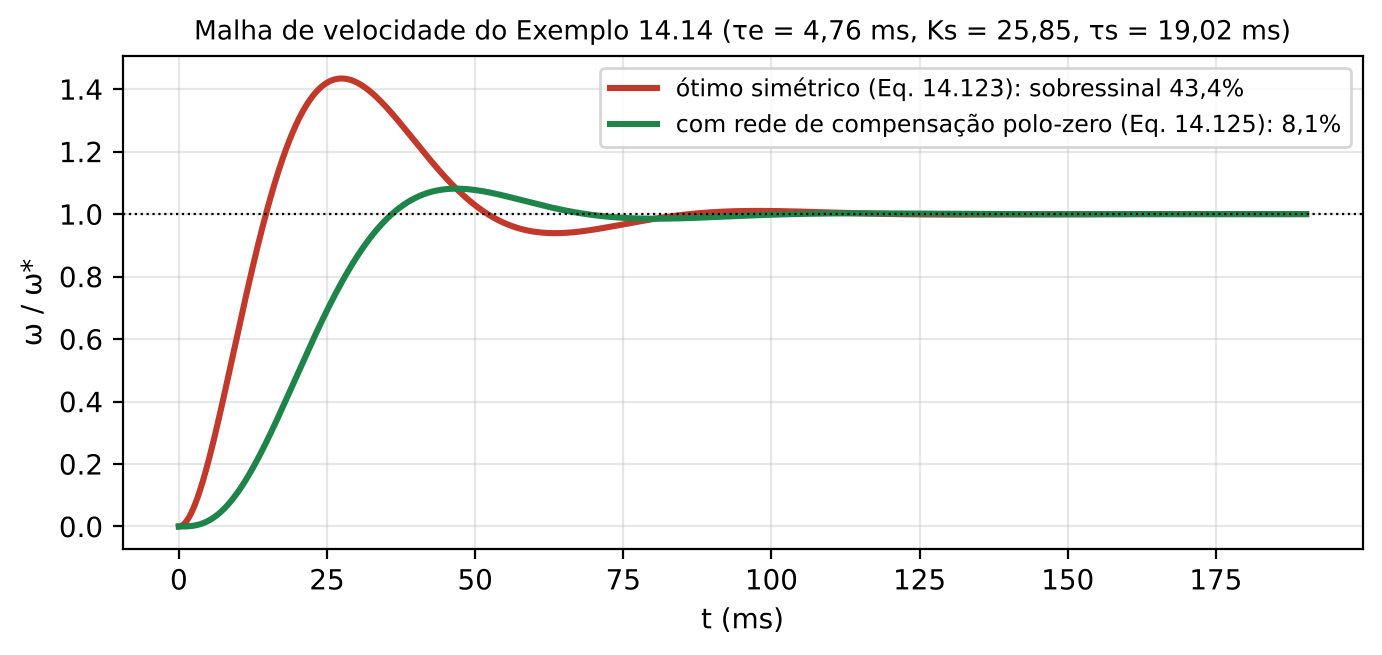 Malha de velocidade do Exemplo 14.14 (τe = 4,76 ms, Ks = 25,85, τs = 19,02 ms)
ótimo simétrico (Eq. 14.123): sobressinal 43,4%
com rede de compensação polo-zero (Eq. 14.125): 8,1%
ω / ω*
1.4
1.2
1.0
0.8
0.6
0.4
0.2
0.0
0 25 50 75 100 125 150 175
t (ms)